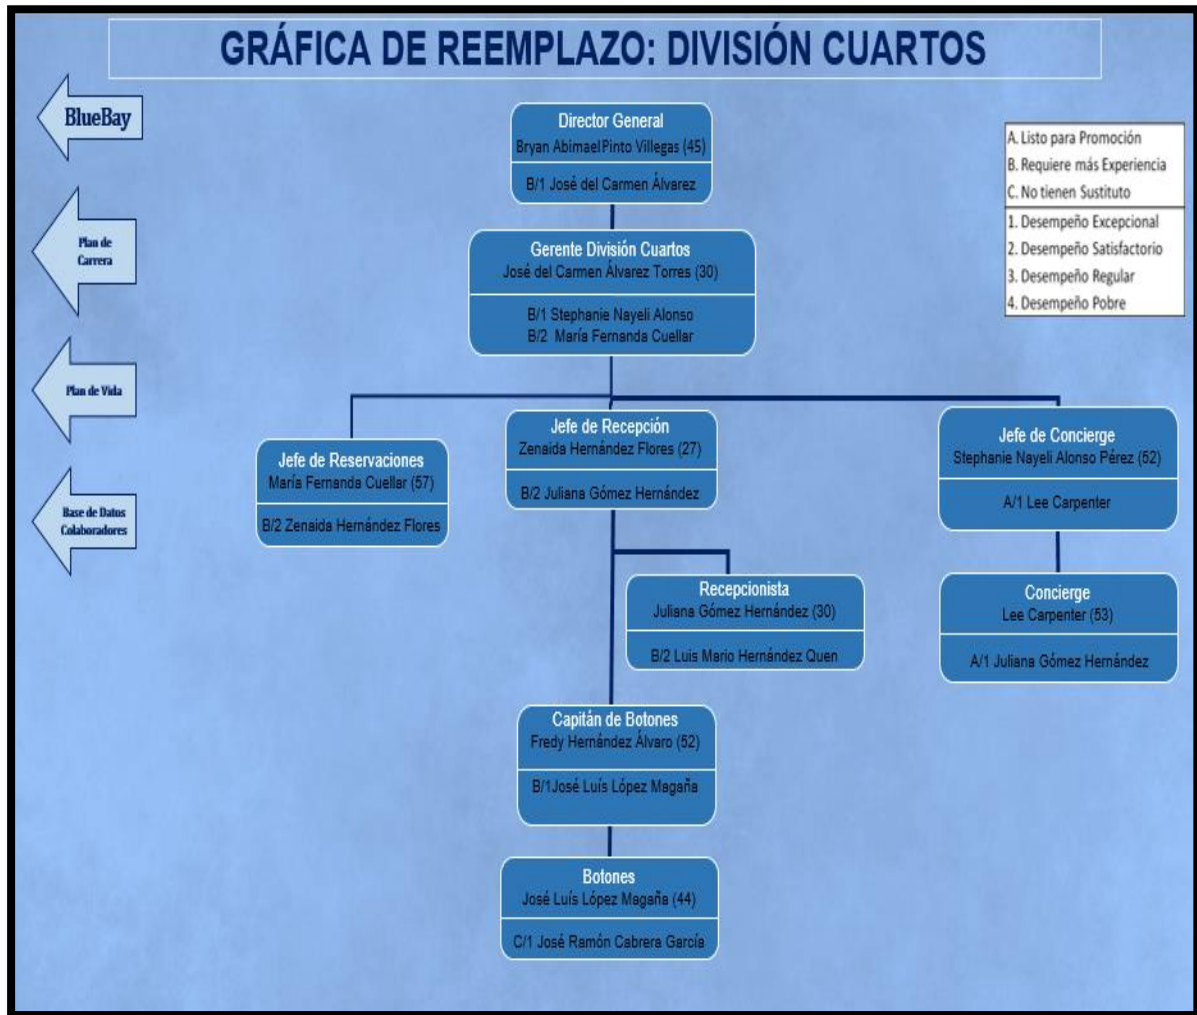 GRÁFICA DE REEMPLAZO: DIVISIÓN CUARTOS
BlueBay
Plan de
Carrera
Plan de Vida
Base de Datos
Colaboradores
Director General
Bryan Abimael Pinto Villegas (45)
B/1 José del Carmen Álvarez
A. Listo para Promoción
B. Requiere más Experiencia
C. No tienen Sustituto
1. Desempeño Excepcional
2. Desempeño Satisfactorio
3. Desempeño Regular
4. Desempeño Pobre
Gerente División Cuartos
José del Carmen Álvarez Torres (30)
B/1 Stephanie Nayeli Alonso
B/2 María Fernanda Cuellar
Jefe de Reservaciones
María Fernanda Cuellar (57)
B/2 Zenaida Hernández Flores
Jefe de Recepción
Zenaida Hernández Flores (27)
B/2 Juliana Gómez Hernández
Jefe de Concierge
Stephanie Nayeli Alonso Pérez (52)
A/1 Lee Carpenter
Recepcionista
Juliana Gómez Hernández (30)
B/2 Luis Mario Hernández Quen
Concierge
Lee Carpenter (53)
A/1 Juliana Gómez Hernández
Capitán de Botones
Fredy Hernández Álvaro (52)
B/1José Luís López Magaña
Botones
José Luís López Magaña (44)
C/1 José Ramón Cabrera García